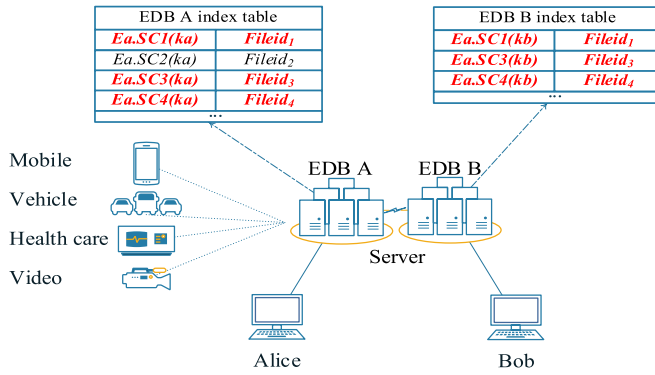 EDB A index table
Ea.SC1(ka) Fileid1
Ea.SC2(ka) Fileid2
Ea.SC3(ka) Fileid3
Ea.SC4(ka) Fileid4
...
EDB B index table
Ea.SC1(kb) Fileid1
Ea.SC3(kb) Fileid3
Ea.SC4(kb) Fileid4
...
Mobile
Vehicle
Health care
Video
EDB A
EDB B
Server
Alice
Bob